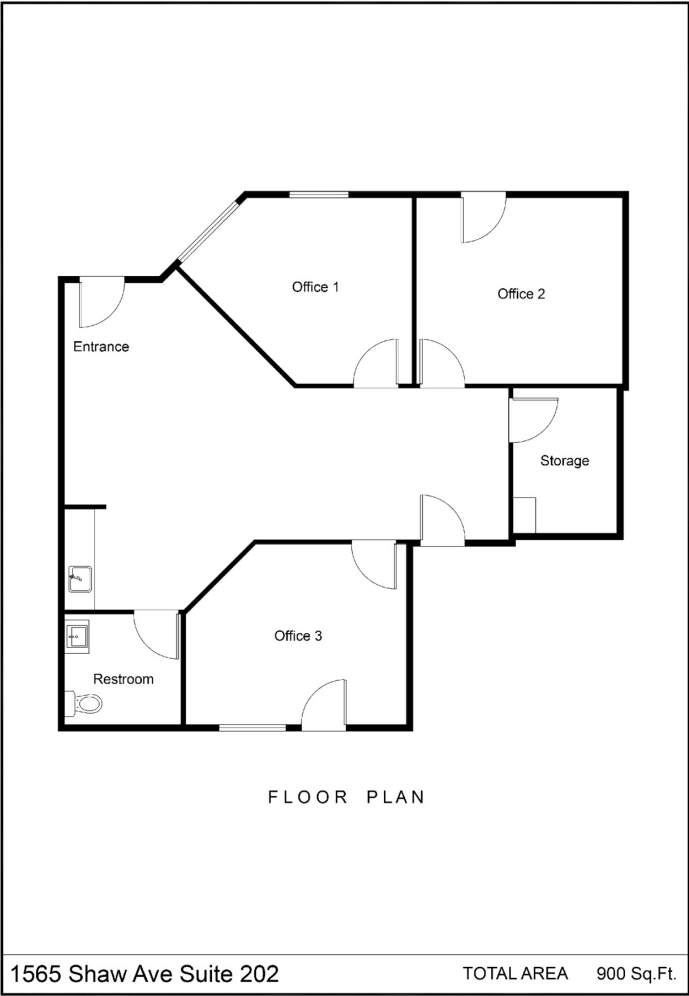 Office 1
Office 2
Entrance
Storage
Office 3
Restroom
FLOOR PLAN
1565 Shaw Ave Suite 202
TOTAL AREA 900 Sq.Ft.